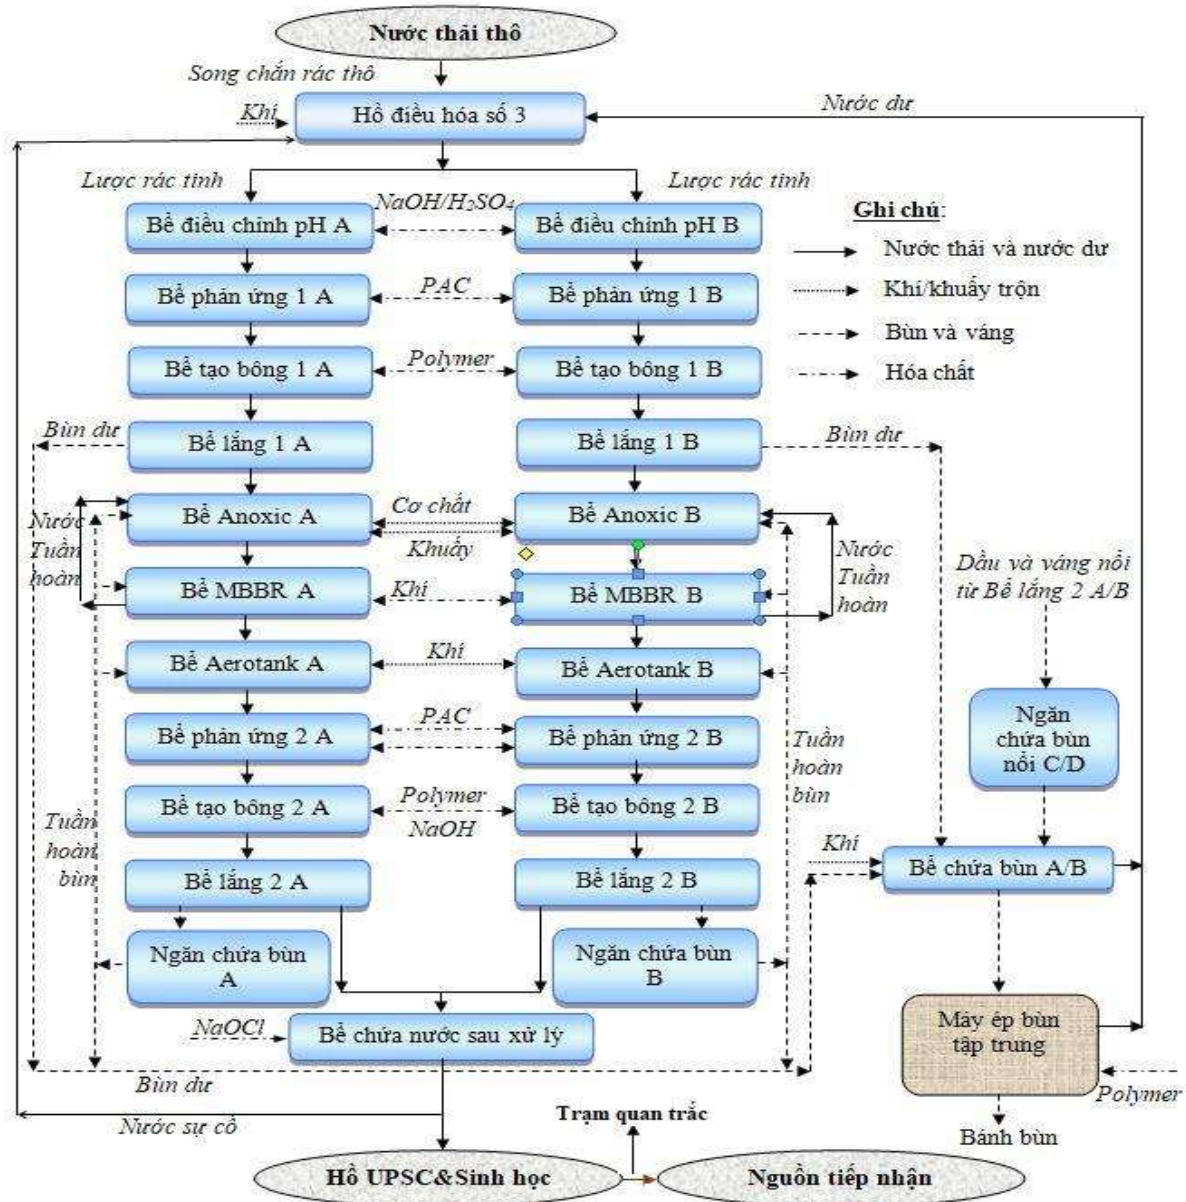 Nước thải thô
Song chắn rác thô
Nước dư
Khí
Hồ điều hóa số 3
Lược rác tinh
Lược rác tinh
NaOH/H₂SO₄
Bể điều chỉnh pH A
Bể điều chỉnh pH B
Ghi chú:
Nước thải và nước dư
Khí/khuấy trộn
Bùn và váng
Hóa chất
Bể phản ứng 1 A
PAC
Bể phản ứng 1 B
Bể tạo bông 1 A
Polymer
Bể tạo bông 1 B
Bùn dư
Bể lắng 1 A
Bể lắng 1 B
Bùn dư
Bể Anoxic A
Cơ chất
Khuấy
Bể Anoxic B
Nước
Tuần
hoàn
Nước
Tuần
hoàn
Dầu và váng nổi
từ Bể lắng 2 A/B
Bể MBBR A
Khí
Bể MBBR B
Bể Aerotank A
Khí
Bể Aerotank B
Ngăn
chứa bùn
nổi C/D
Bể phản ứng 2 A
PAC
Bể phản ứng 2 B
Tuần
hoàn
bùn
Bể tạo bông 2 A
Polymer
NaOH
Bể tạo bông 2 B
Tuần
hoàn
bùn
Khí
Bể chứa bùn A/B
Bể lắng 2 A
Bể lắng 2 B
Ngăn chứa bùn
A
Ngăn chứa bùn
B
NaOCl
Bể chứa nước sau xử lý
Máy ép bùn
tập trung
Bùn dư
Polymer
Nước sự cố
Trạm quan trắc
Bánh bùn
Hồ UPSC&Sinh học
Nguồn tiếp nhận